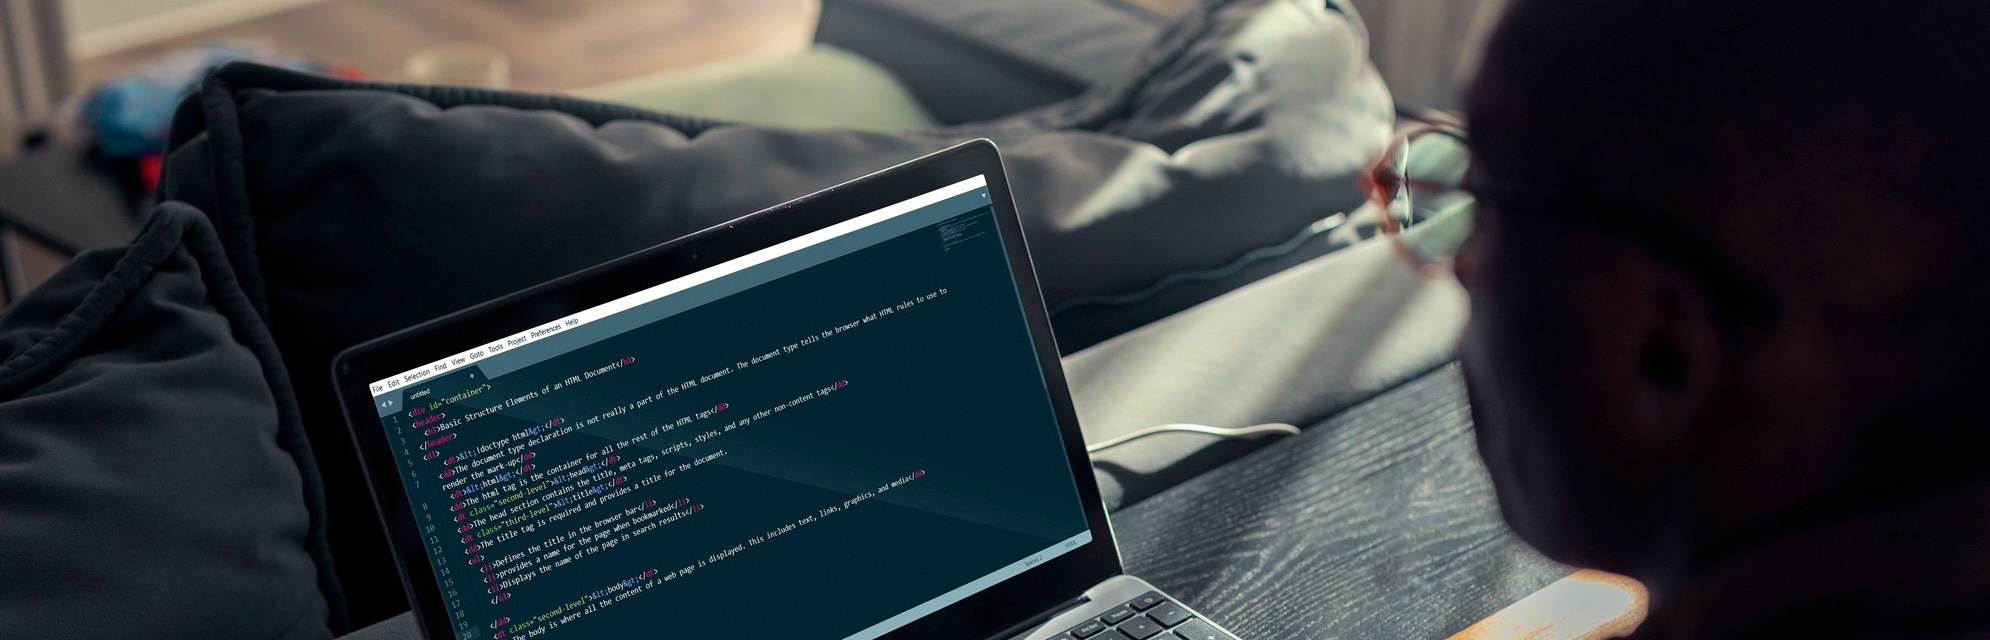 File Edit Selection Find View Goto Tools Project Preferences Help
untitled
1 <div id="container">
2 <header>
3 <h1>Basic Structure Elements of an HTML Document</h1>
4 </header>
5 <dl>
6 <dt>&lt;!doctype html&gt;</dt>
7 <dd>The document type declaration is not really a part of the HTML document. The document type tells the browser what HTML rules to use to
render the mark-up</dd>
8 <dt>&lt;html&gt;</dt>
9 <dd>The html tag is the container for all the rest of the HTML tags</dd>
10 <dt class="second-level">&lt;head&gt;</dt>
11 <dd>The head section contains the title, meta tags, scripts, styles, and any other non-content tags</dd>
12 <dt class="third-level">&lt;title&gt;</dt>
13 <dd>The title tag is required and provides a title for the document.
14 <ul>
15 <li>Defines the title in the browser bar</li>
16 <li>provides a name for the page when bookmarked</li>
17 <li>Displays the name of the page in search results</li>
18 </ul>
19 </dd>
20 <dt class="second-level">&lt;body&gt;</dt>
The body is where all the content of a web page is displayed. This includes text, links, graphics, and media</dd>
Spaces: 2 HTML